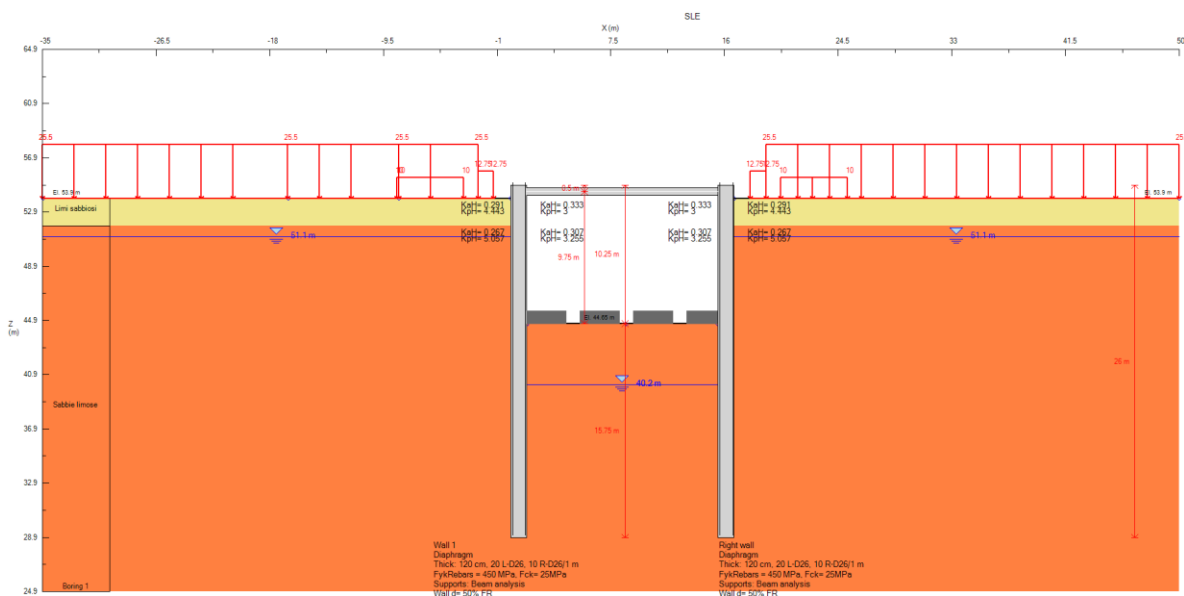 SLE
X (m)
-35 -26.5 -18 -9.5 -1 7.5 16 24.5 33 41.5 50
64.9
60.9
56.9
52.9
48.9
44.9
40.9
36.9
32.9
28.9
24.9
Z
(m)
25.5 25.5 25.5 25.5 25.5 25
12.75 12.75 12.75 12.75
10 10 10 10
El. 53.9 m
0.5 m
El. 53.9 m
Limi sabbiosi
KaH= 0.291
KpH= 4.443
KaH= 0.333
KpH= 3
KaH= 0.333
KpH= 3
KaH= 0.291
KpH= 4.443
KaH= 0.267
KpH= 5.057
KaH= 0.307
KpH= 3.255
KaH= 0.307
KpH= 3.255
KaH= 0.267
KpH= 5.057
51.1 m
51.1 m
9.75 m
10.25 m
El. 44.65 m
26 m
40.2 m
Sabbie limose
15.75 m
Boring 1
Wall 1
Diaphragm
Thick: 120 cm, 20 L-D26, 10 R-D26/1 m
FykRebars = 450 MPa, Fck= 25MPa
Supports: Beam analysis
Wall d= 50% FR
Right wall
Diaphragm
Thick: 120 cm, 20 L-D26, 10 R-D26/1 m
FykRebars = 450 MPa, Fck= 25MPa
Supports: Beam analysis
Wall d= 50% FR